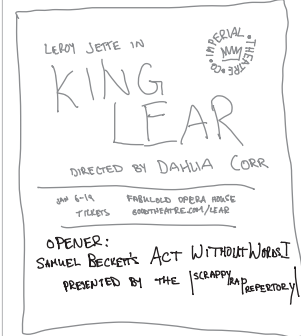 LEROY JETTE IN
IMPERIAL • THEATRE • CO •
KING
LEAR
DIRECTED BY DAHLIA CORR
JAN 6-19 FABULOLD OPERA HOUSE
TICKETS GOODTHEATRE.COM/LEAR
OPENER:
SAMUEL BECKETT'S ACT WITHOUT WORDS I
PRESENTED BY THE SCRAPPY RAP REPERTORY